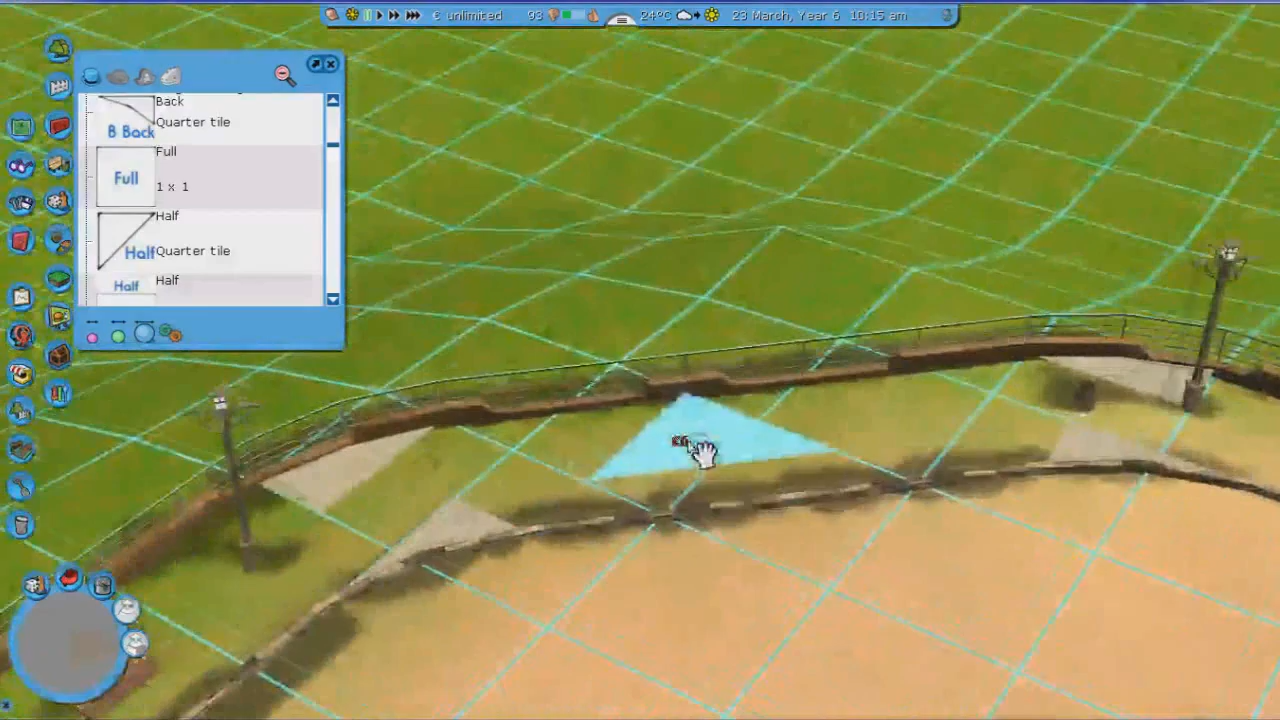 € unlimited 93 24°C 23 March, Year 6 10:15 am
Back
Quarter tile
B Back
Full
Full
1 x 1
Half
Half
Quarter tile
Half
Half